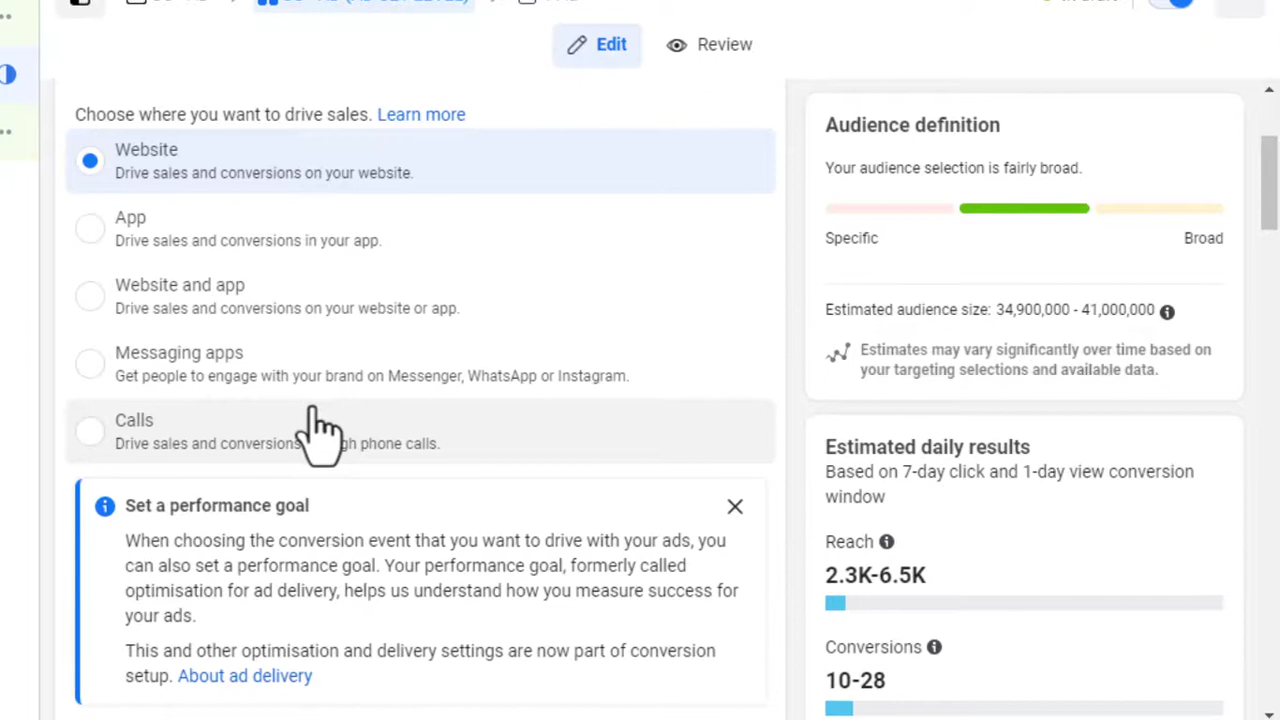 Edit
Review
Choose where you want to drive sales. Learn more
Website
Drive sales and conversions on your website.
App
Drive sales and conversions in your app.
Website and app
Drive sales and conversions on your website or app.
Messaging apps
Get people to engage with your brand on Messenger, WhatsApp or Instagram.
Calls
Drive sales and conversions phone calls.
Set a performance goal
When choosing the conversion event that you want to drive with your ads, you
can also set a performance goal. Your performance goal, formerly called
optimisation for ad delivery, helps us understand how you measure success for
your ads.
This and other optimisation and delivery settings are now part of conversion
setup. About ad delivery
Audience definition
Your audience selection is fairly broad.
Specific
Broad
Estimated audience size: 34,900,000 - 41,000,000
Estimates may vary significantly over time based on
your targeting selections and available data.
Estimated daily results
Based on 7-day click and 1-day view conversion
window
Reach
2.3K-6.5K
Conversions
10-28